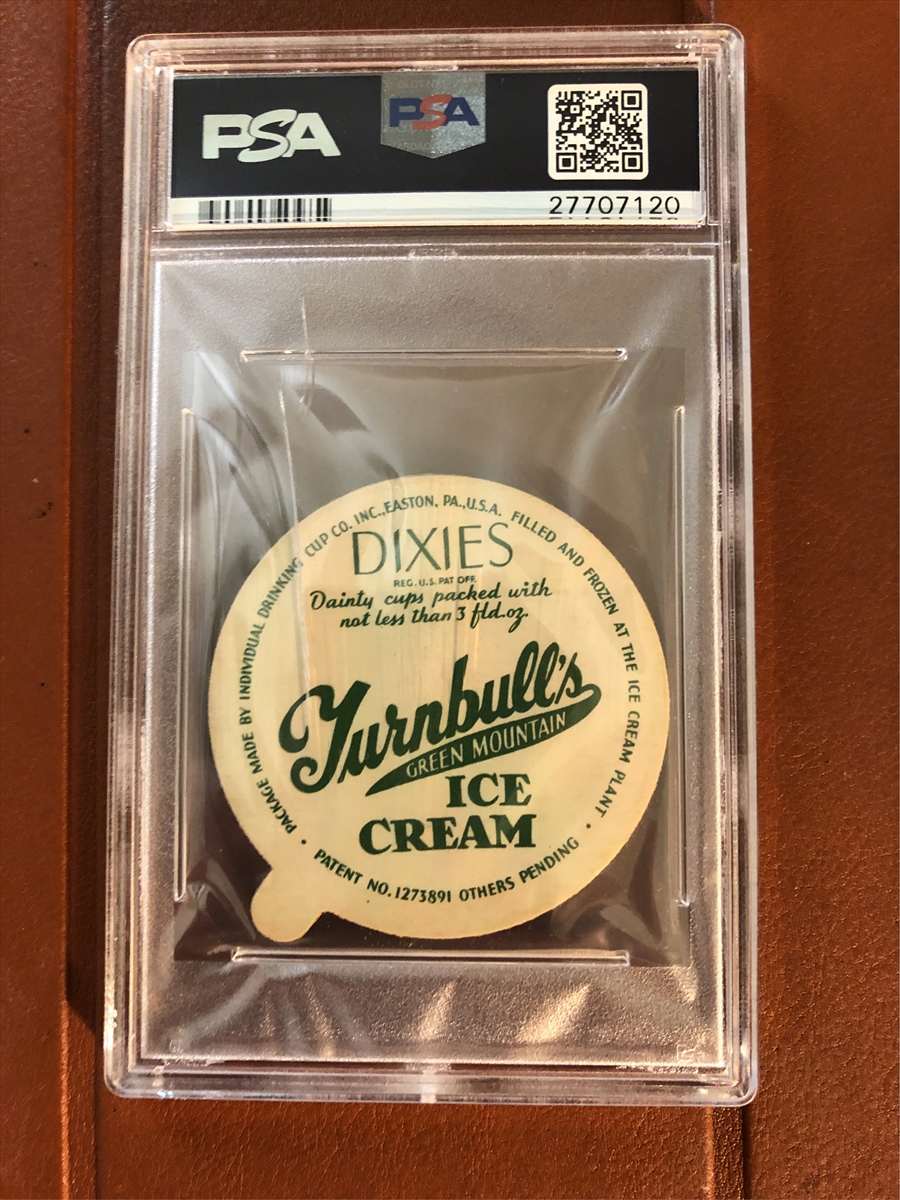 PSA
PSA
27707120
PACKAGE MADE BY INDIVIDUAL DRINKING CUP CO. INC., EASTON, PA., U.S.A. FILLED AND FROZEN AT THE ICE CREAM PLANT
DIXIES
REG. U.S. PAT OFF.
Dainty cups packed with
not less than 3 fld.oz.
Turnbull's
GREEN MOUNTAIN
ICE
CREAM
• PATENT NO. 1273891 OTHERS PENDING •